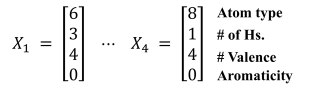 X₁ = [6 3 4 0] ⋯ X₄ = [8 1 4 0]
Atom type
# of Hs.
# Valence
Aromaticity